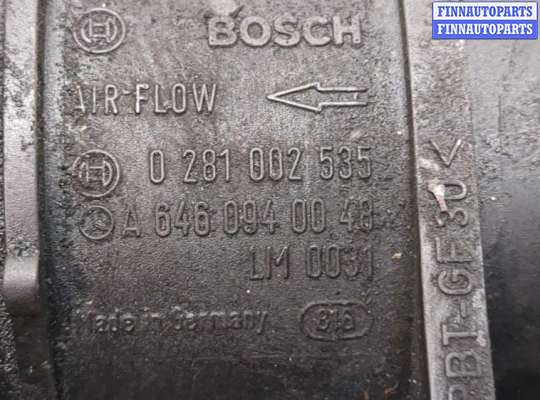 FINNAUTOPARTS
FINNAUTOPARTS
BOSCH
AIR FLOW
0 281 002 535
A 646 094 00 48
LM 0031
Made in Germany
PBT-GF30<